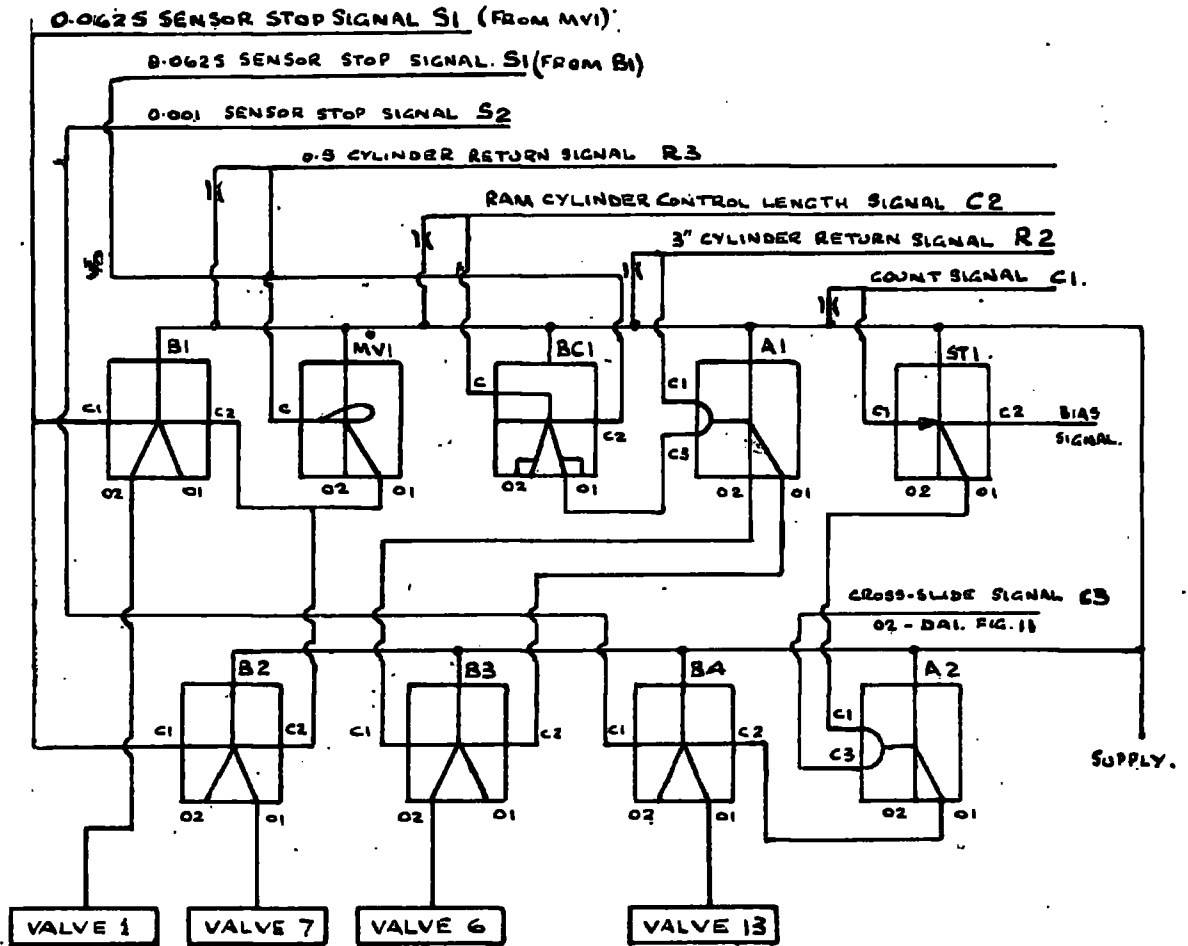 0.0625 SENSOR STOP SIGNAL S1 (FROM MV1)
0.0625 SENSOR STOP SIGNAL. S1 (FROM B1)
0.001 SENSOR STOP SIGNAL S2
0.5 CYLINDER RETURN SIGNAL R3
RAM CYLINDER CONTROL LENGTH SIGNAL C2
3" CYLINDER RETURN SIGNAL R2
COUNT SIGNAL C1.
B1 MV1 BC1 A1 ST1.
C1 C2 C C C2 C1 C3 C1 C2 BIAS SIGNAL.
O2 O1 O2 O1 O2 O1 O2 O1 O2 O1
CROSS-SLIDE SIGNAL C3
O2 - DA1. FIG. 11
B2 B3 B4 A2
C1 C2 C1 C2 C1 C2 C1 C3
SUPPLY.
O2 O1 O2 O1 O2 O1 O2 O1
VALVE 1 VALVE 7 VALVE 6 VALVE 13